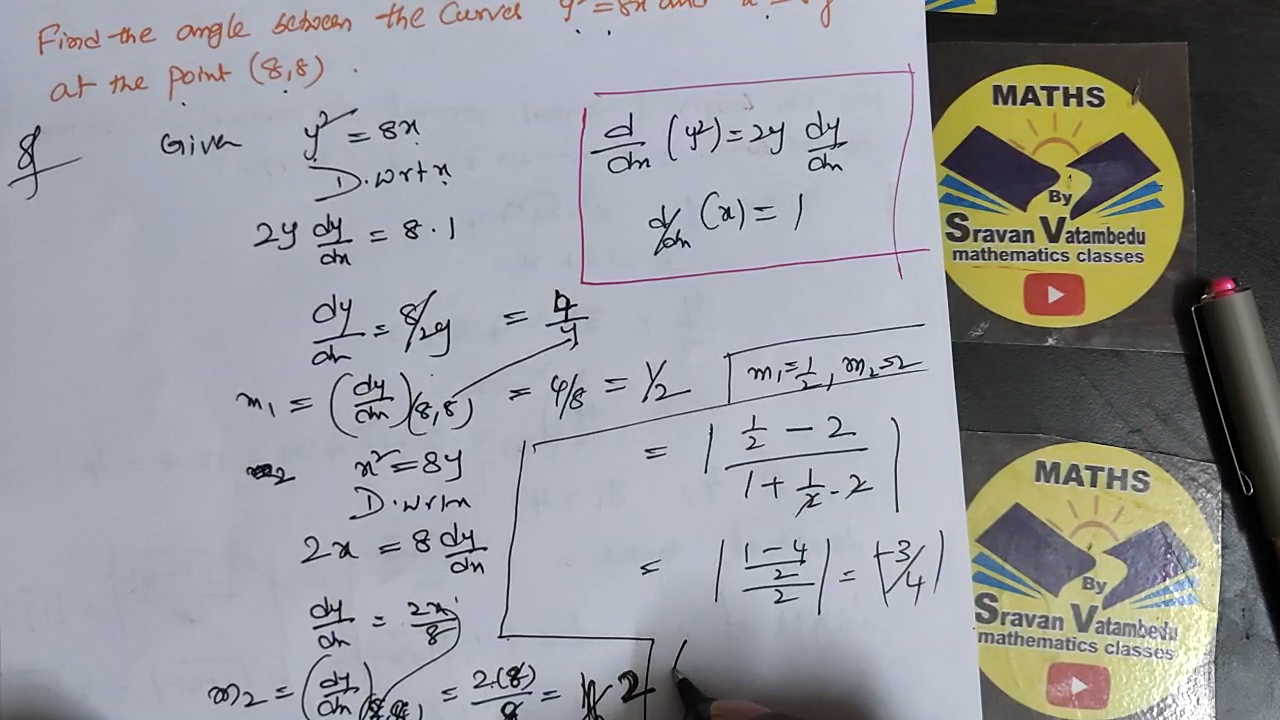 Find the angle between the Curves y² = 8x and
at the point (8,8).
Given y² = 8x
D.w.r.t x
2y dy/dx = 8.1
dy/dx = 8/2y = 4/y
m₁ = (dy/dx)(8,8) = 4/8 = 1/2
x² = 8y
D.w.r.t x
2x = 8 dy/dx
dy/dx = 2x/8
m₂ = (dy/dx) = 2.(8)/8 = 2
d/dx (y²) = 2y dy/dx
d/dx (x) = 1
m₁ = 1/2, m₂ = 2
= | (1/2 - 2) / (1 + 1/2 . 2) |
= | ((1-4)/2) / 2 | = |-3/4|
MATHS
By
Sravan Vatambedu
mathematics classes
MATHS
By
Sravan Vatambedu
mathematics classes